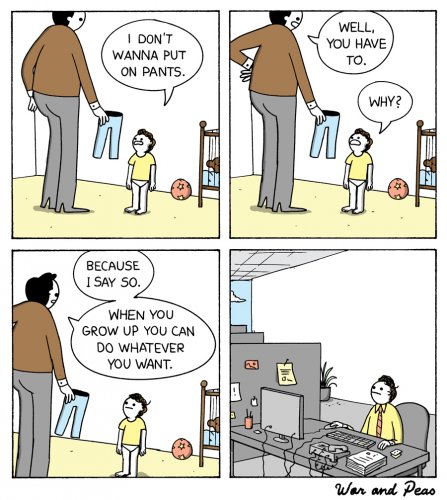 I DON'T
WANNA PUT
ON PANTS.
WELL,
YOU HAVE
TO.
WHY?
BECAUSE
I SAY SO.
WHEN YOU
GROW UP YOU CAN
DO WHATEVER
YOU WANT.
War and Peas